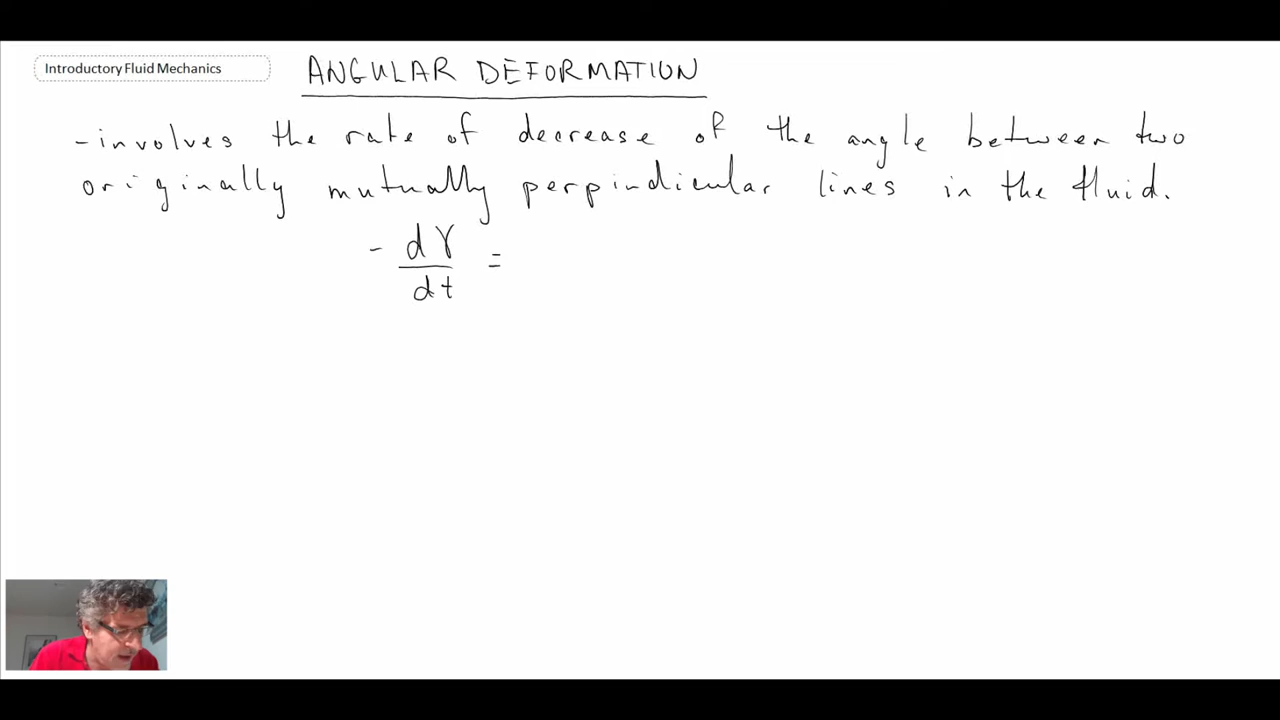 Introductory Fluid Mechanics
ANGULAR DEFORMATION
- involves the rate of decrease of the angle between two
originally mutually perpindicular lines in the fluid.
- dγ/dt =